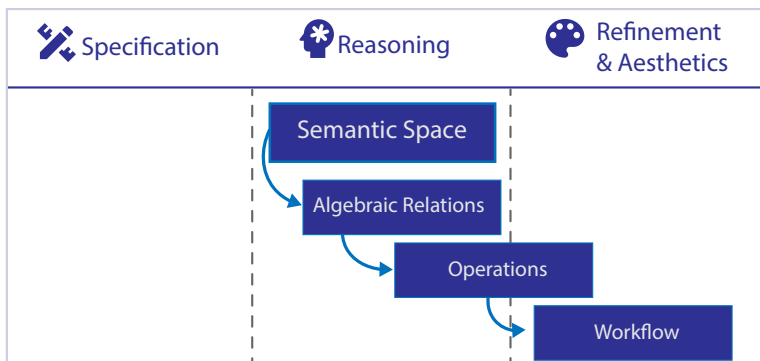 Specification
Reasoning
Refinement
& Aesthetics
Semantic Space
Algebraic Relations
Operations
Workflow